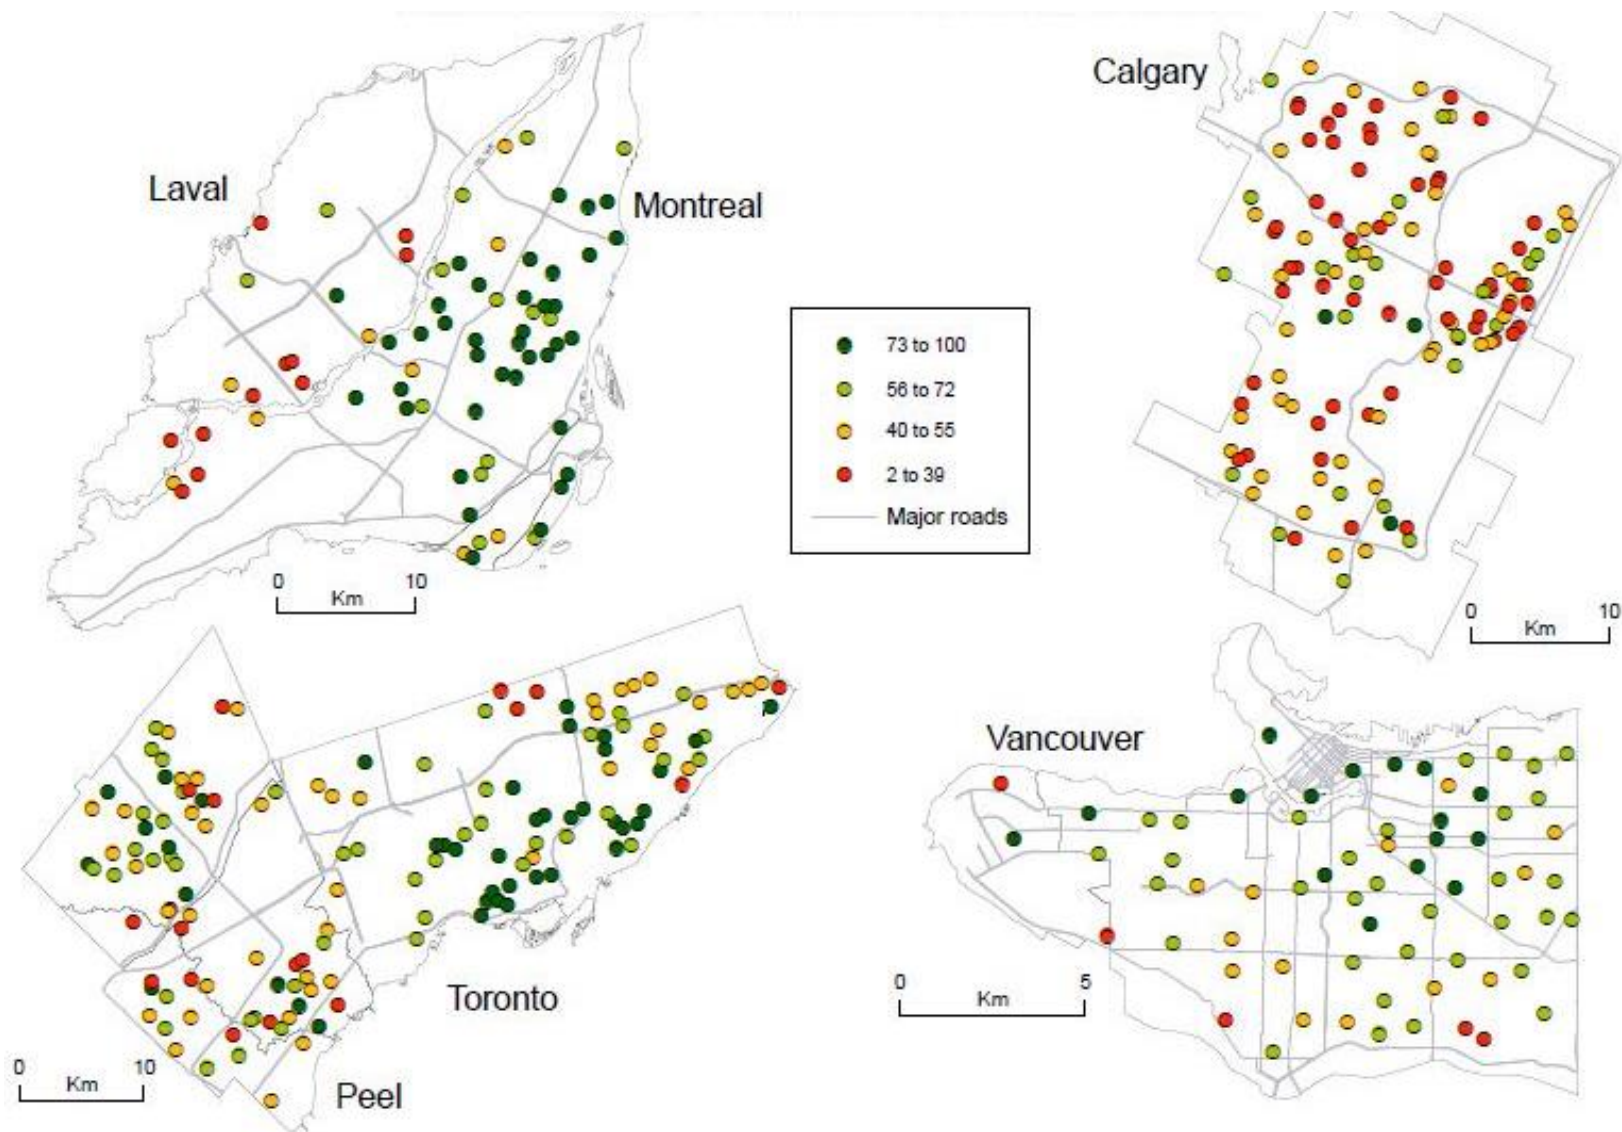 Calgary
Laval
Montreal
73 to 100
56 to 72
40 to 55
2 to 39
Major roads
0 10
Km
0 10
Km
Vancouver
Toronto
0 5
Km
0 10
Km
Peel